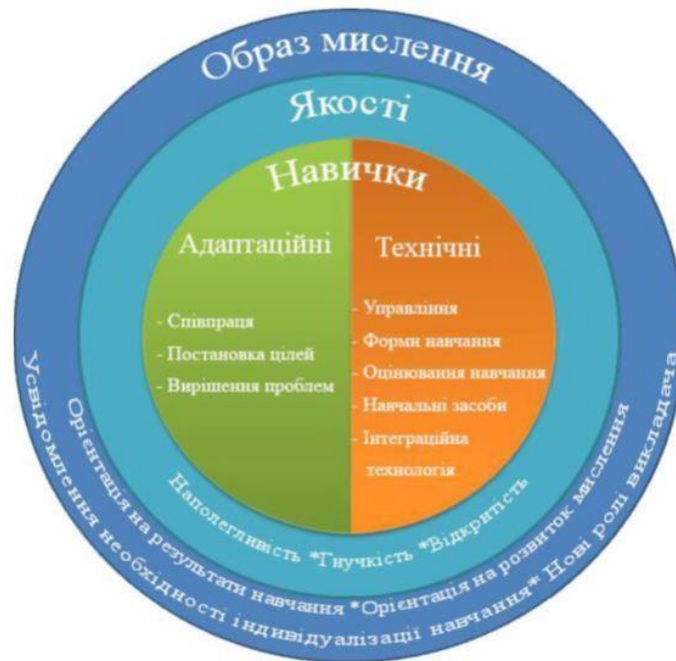 Образ мислення
Якості
Навички
Адаптаційні
- Співпраця
- Постановка цілей
- Вирішення проблем
Технічні
- Управління
- Форми навчання
- Оцінювання навчання
- Навчальні засоби
- Інтеграційна
технологія
Наполегливість *Гнучкість *Відкритість
Орієнтація на результати навчання *Орієнтація на розвиток мислення
Усвідомлення необхідності індивідуалізації навчання* Нові ролі викладача